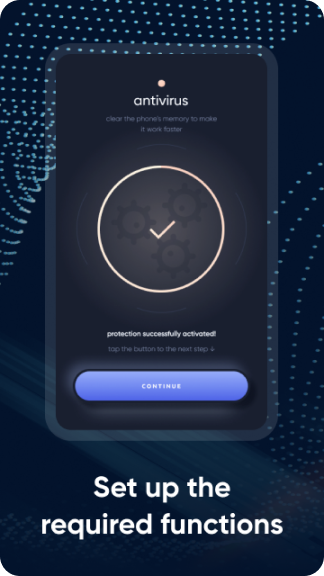 antivirus
clear the phone's memory to make
it work faster
protection successfully activated!
tap the button to the next step ↓
CONTINUE
Set up the
required functions